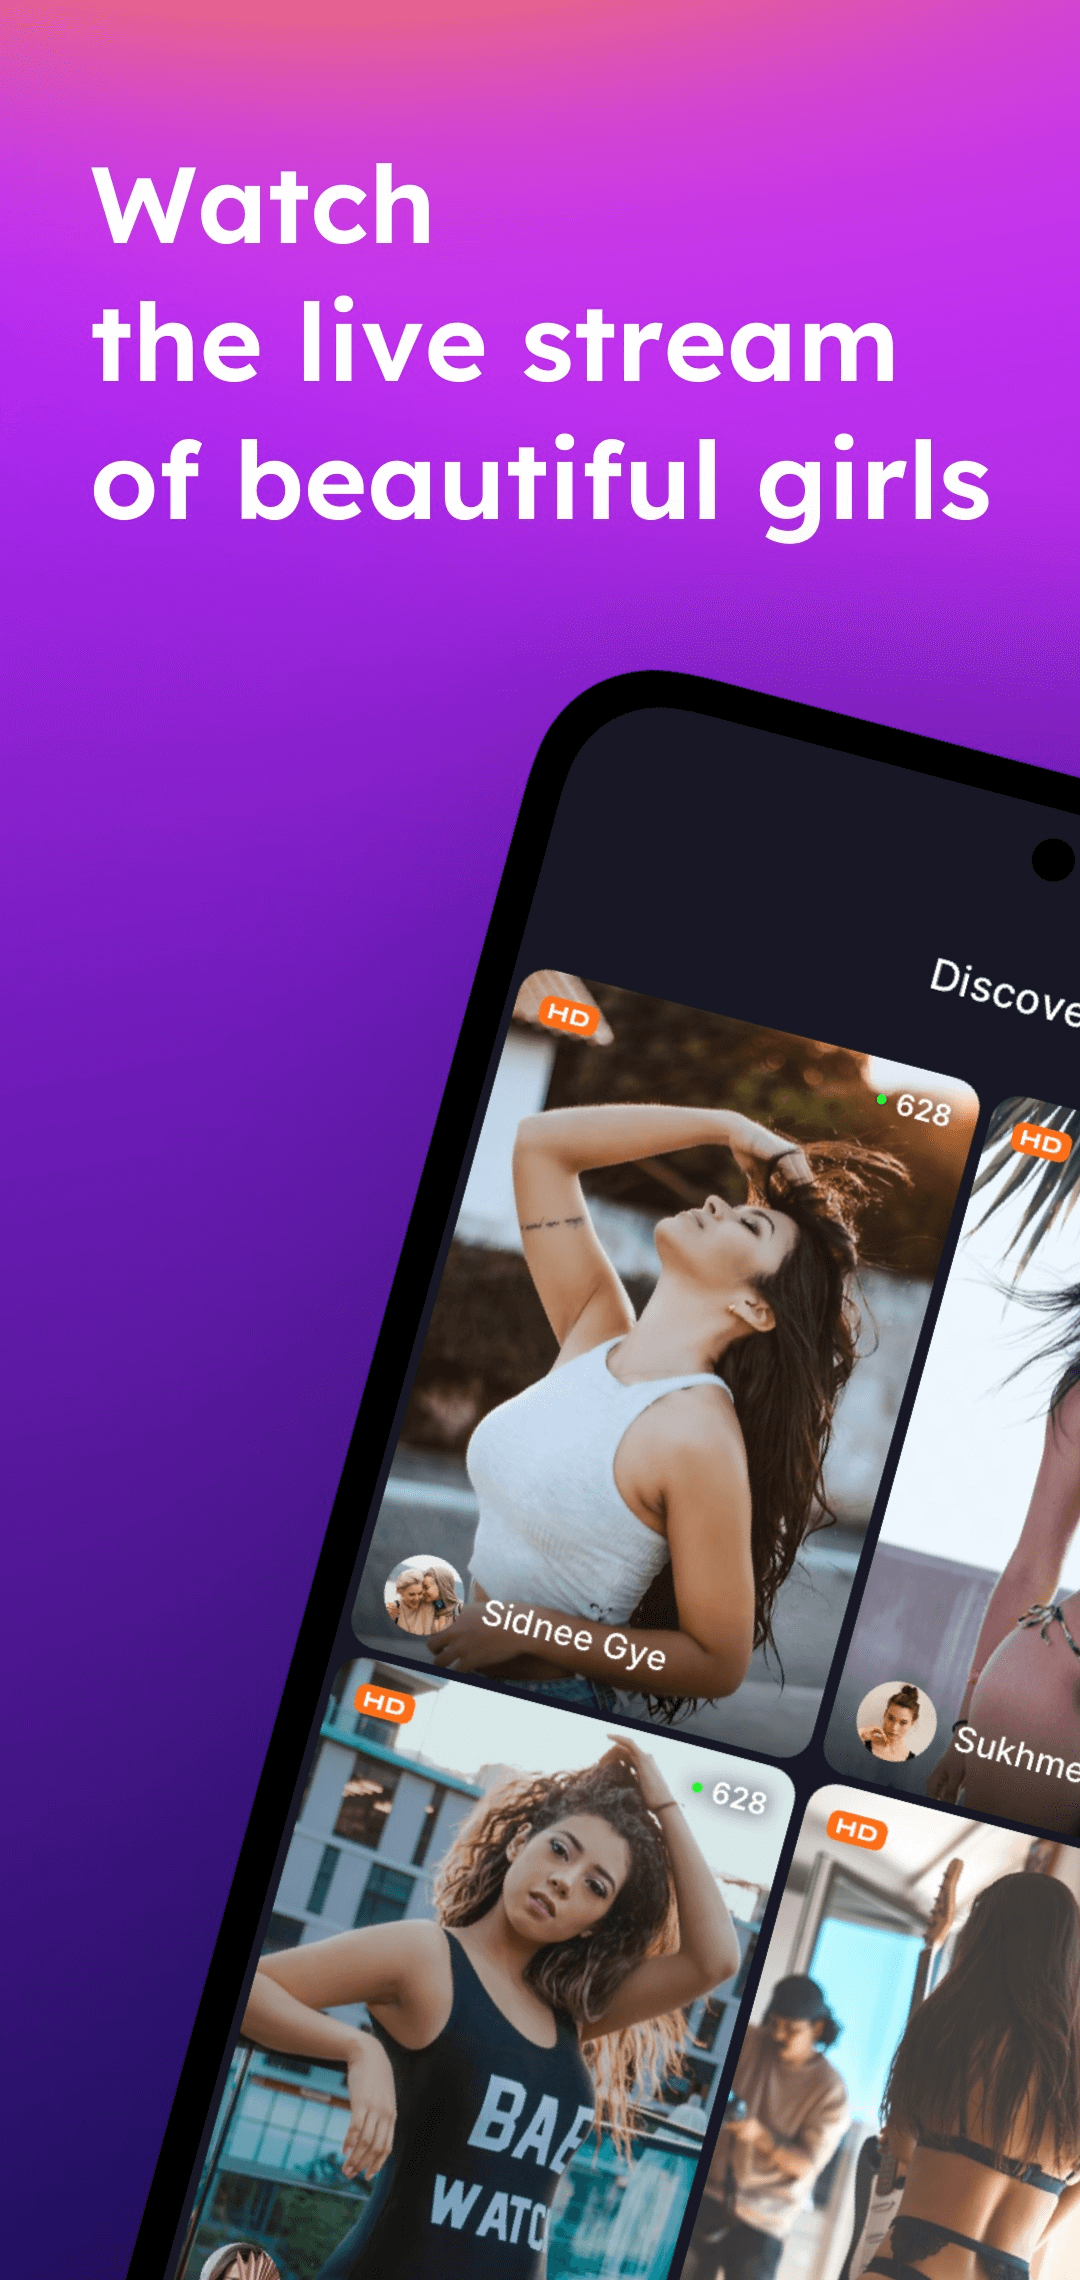 Watch
the live stream
of beautiful girls
Discove
HD
628
HD
Sidnee Gye
Sukhme
HD
628
HD
BAE
WATC